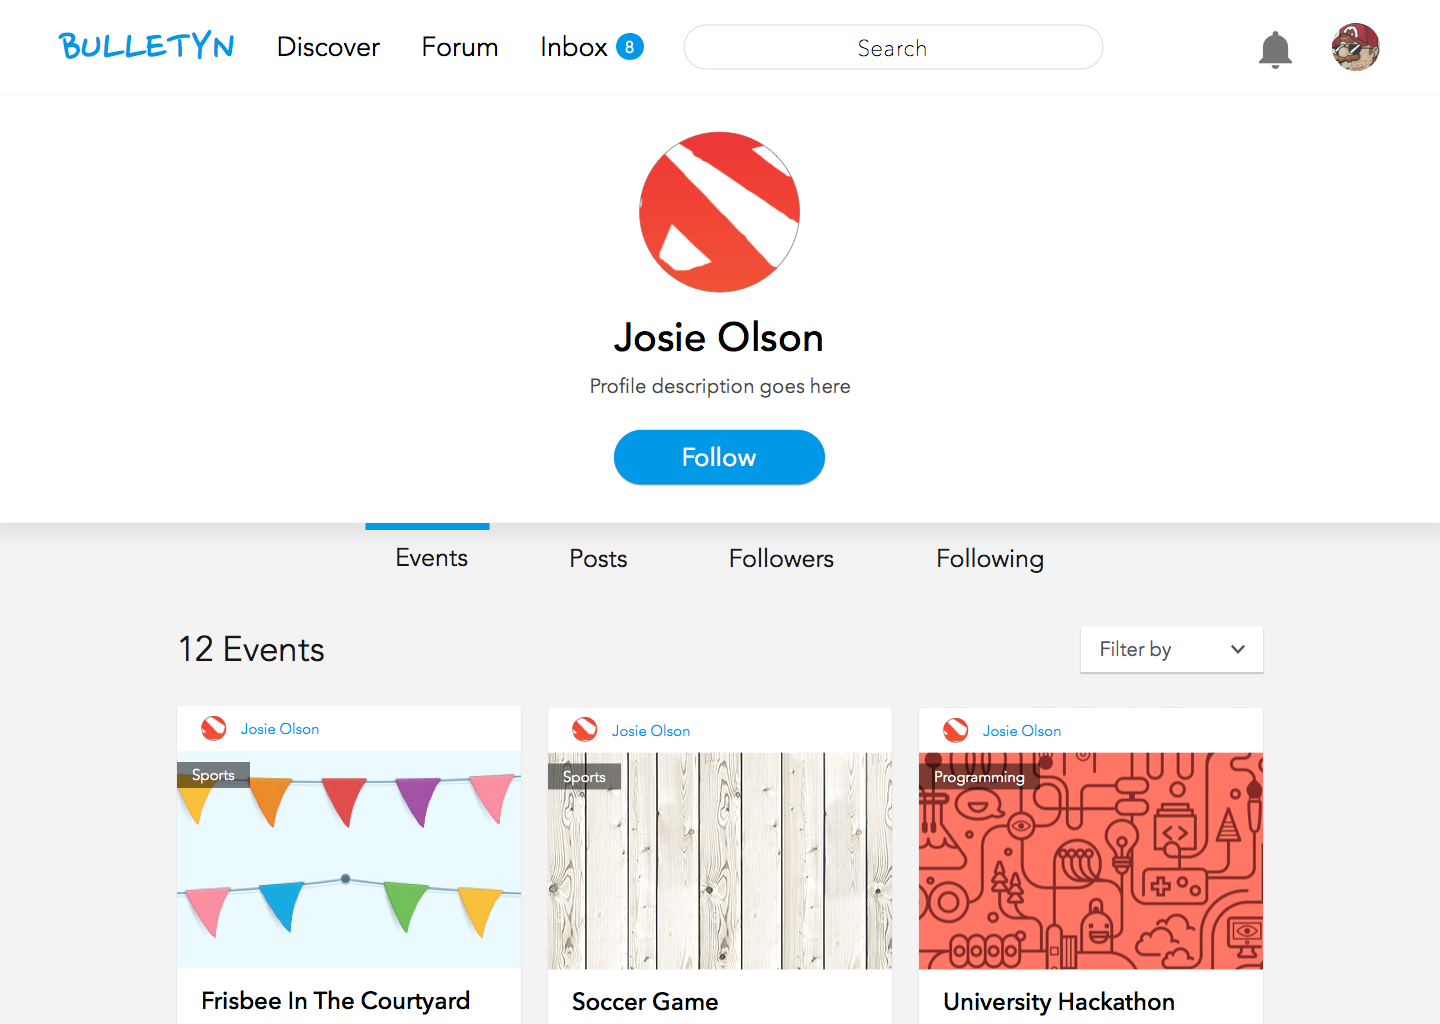 BULLETYN Discover Forum Inbox 8 Search
Josie Olson
Profile description goes here
Follow
Events Posts Followers Following
12 Events Filter by
Josie Olson Josie Olson Josie Olson
Sports Sports Programming
Frisbee In The Courtyard Soccer Game University Hackathon